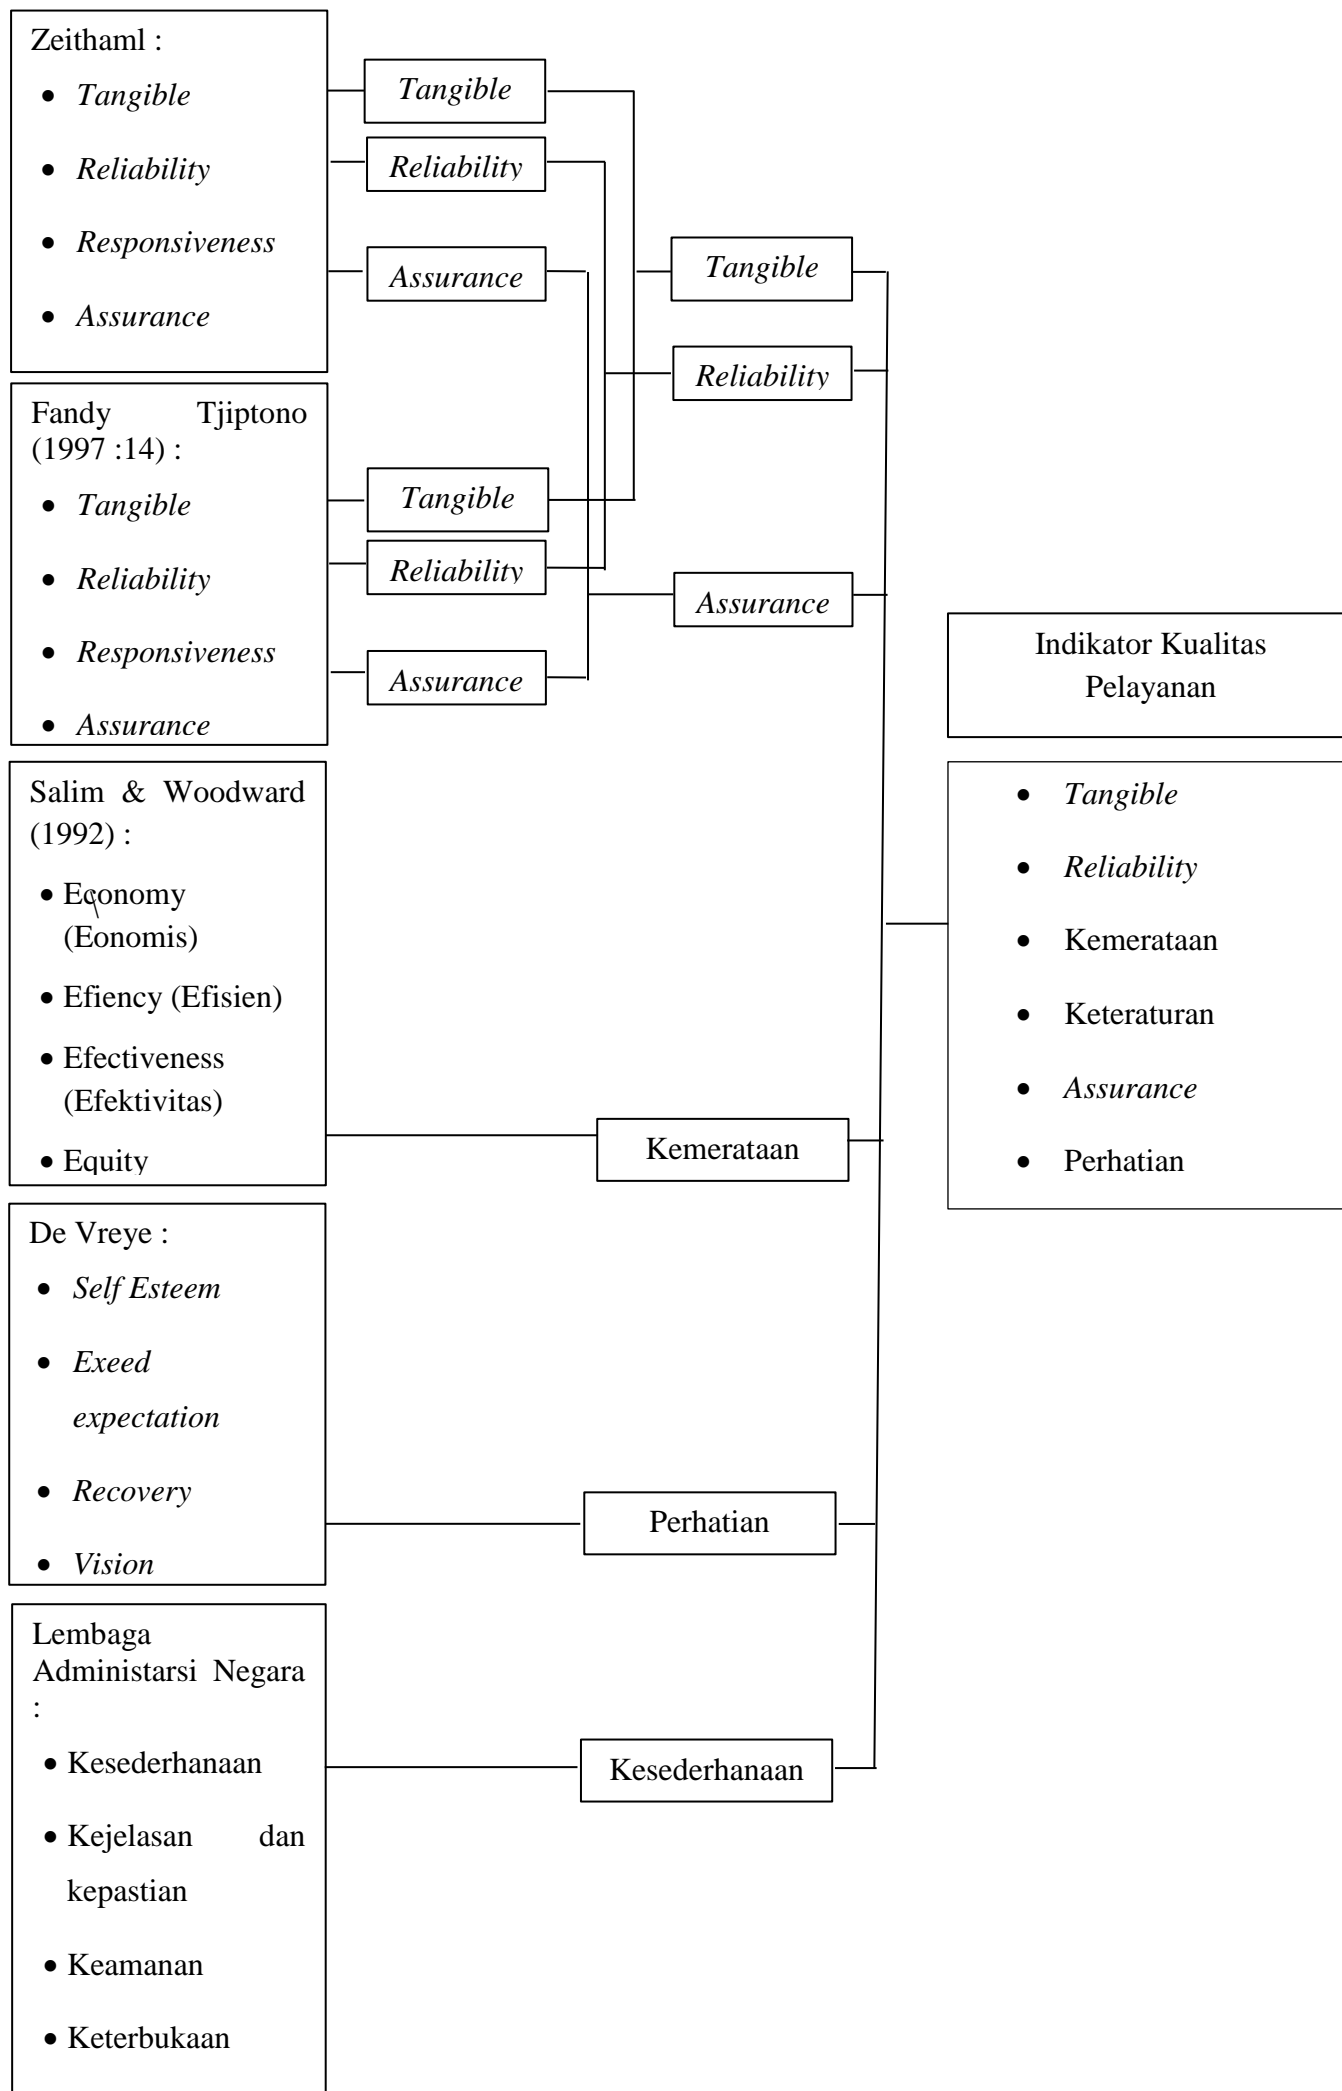 Zeithaml :
• Tangible
• Reliability
• Responsiveness
• Assurance
Tangible
Reliability
Assurance
Fandy Tjiptono
(1997 :14) :
• Tangible
• Reliability
• Responsiveness
• Assurance
Tangible
Reliability
Assurance
Tangible
Reliability
Assurance
Salim & Woodward
(1992) :
• Economy
(Eonomis)
• Efiency (Efisien)
• Efectiveness
(Efektivitas)
• Equity
Kemerataan
De Vreye :
• Self Esteem
• Exeed
expectation
• Recovery
• Vision
Perhatian
Lembaga
Administarsi Negara
:
• Kesederhanaan
• Kejelasan dan
kepastian
• Keamanan
• Keterbukaan
Kesederhanaan
Indikator Kualitas
Pelayanan
• Tangible
• Reliability
• Kemerataan
• Keteraturan
• Assurance
• Perhatian